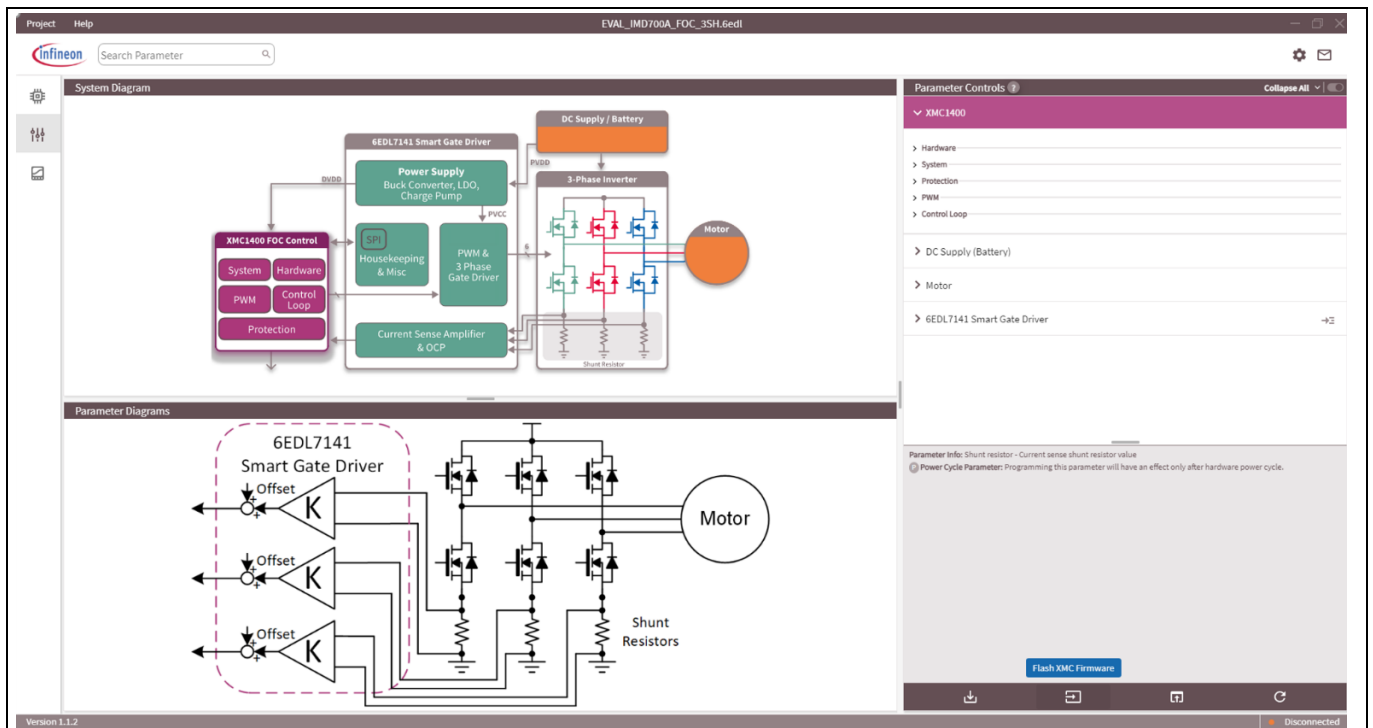 Project Help EVAL_IMD700A_FOC_3SH.6edl
infineon Search Parameter
System Diagram
DC Supply / Battery
6EDL7141 Smart Gate Driver
Power Supply
Buck Converter, LDO,
Charge Pump
DVDD
PVDD
PVCC
3-Phase Inverter
XMC1400 FOC Control
System Hardware
PWM Control
Loop
Protection
SPI
Housekeeping
& Misc
PWM &
3 Phase
Gate Driver
6
Current Sense Amplifier
& OCP
Motor
Shunt Resistor
Parameter Diagrams
6EDL7141
Smart Gate Driver
Offset
K
+
+
Offset
K
+
+
Offset
K
+
+
Motor
Shunt
Resistors
Parameter Controls ? Collapse All
XMC1400
Hardware
System
Protection
PWM
Control Loop
DC Supply (Battery)
Motor
6EDL7141 Smart Gate Driver
Parameter Info: Shunt resistor - Current sense shunt resistor value
P Power Cycle Parameter: Programming this parameter will have an effect only after hardware power cycle.
Flash XMC Firmware
Version 1.1.2 Disconnected